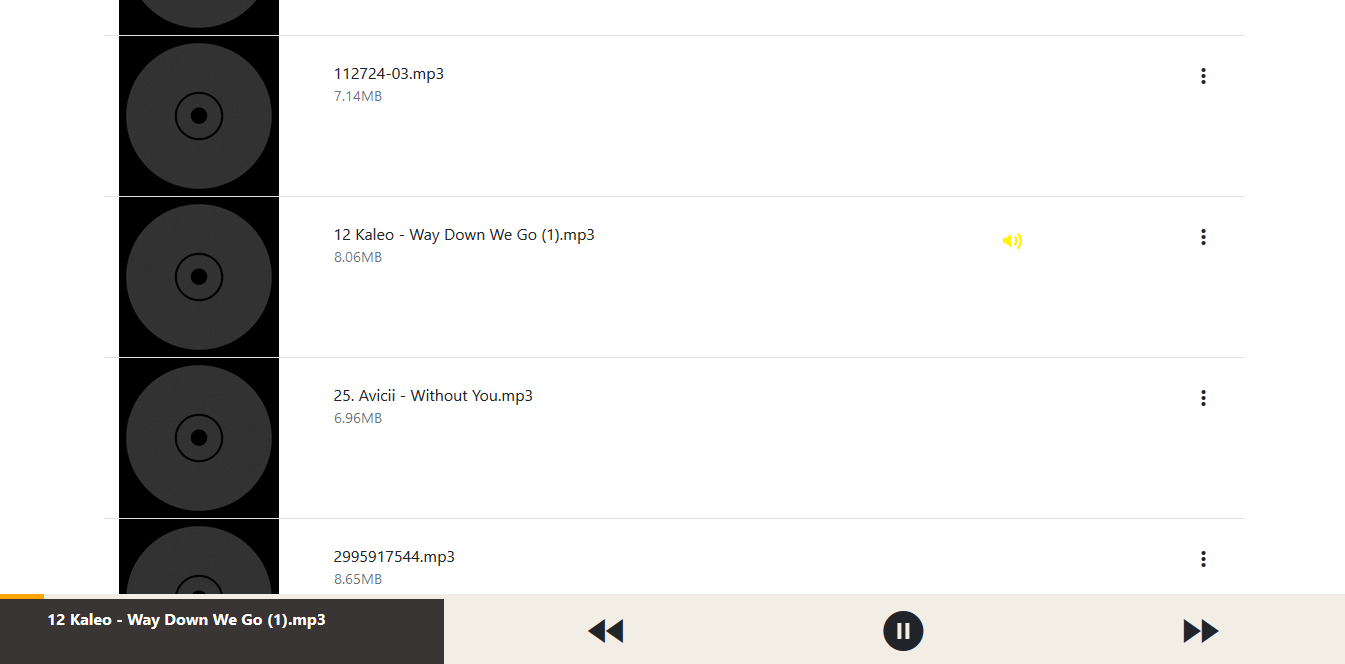 112724-03.mp3
7.14MB
12 Kaleo - Way Down We Go (1).mp3
8.06MB
25. Avicii - Without You.mp3
6.96MB
2995917544.mp3
8.65MB
12 Kaleo - Way Down We Go (1).mp3